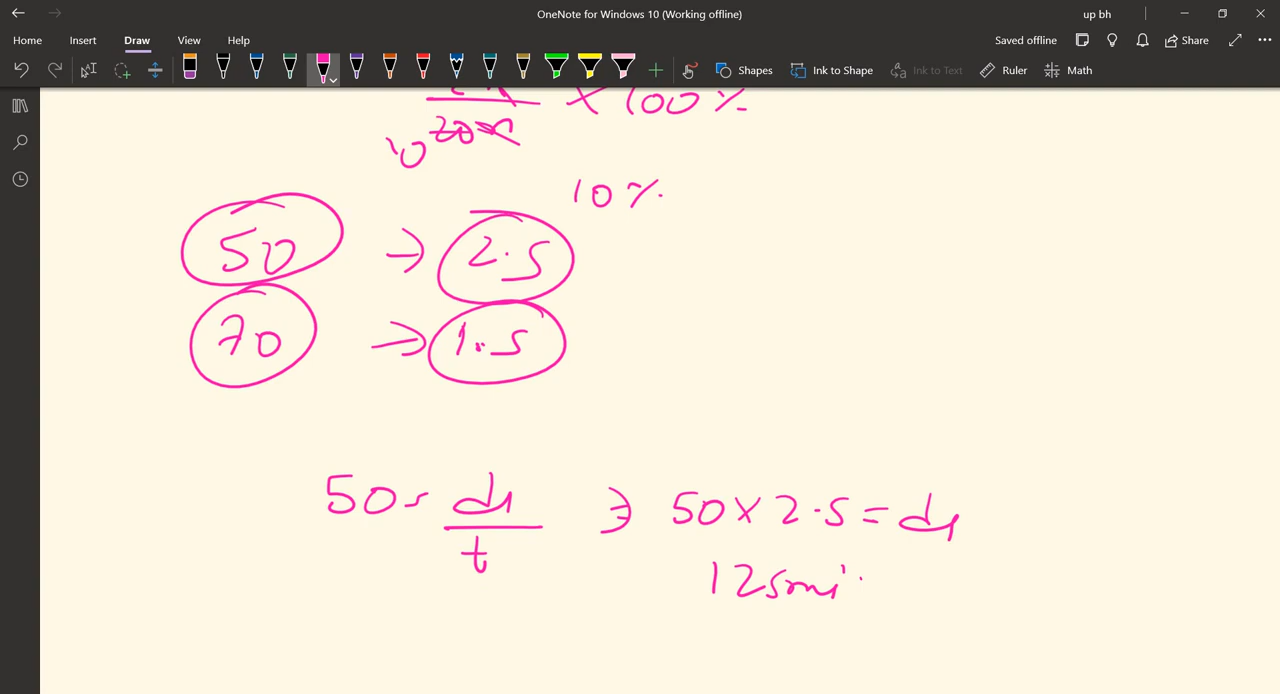 OneNote for Windows 10 (Working offline)
up bh
Home Insert Draw View Help
Saved offline
Share
Shapes
Ink to Shape
Ink to Text
Ruler
Math
× 100 %
20x
10
10 %
50 → 2.5
70 → 1.5
50 = d1/t ⇒ 50 × 2.5 = d1
125mi